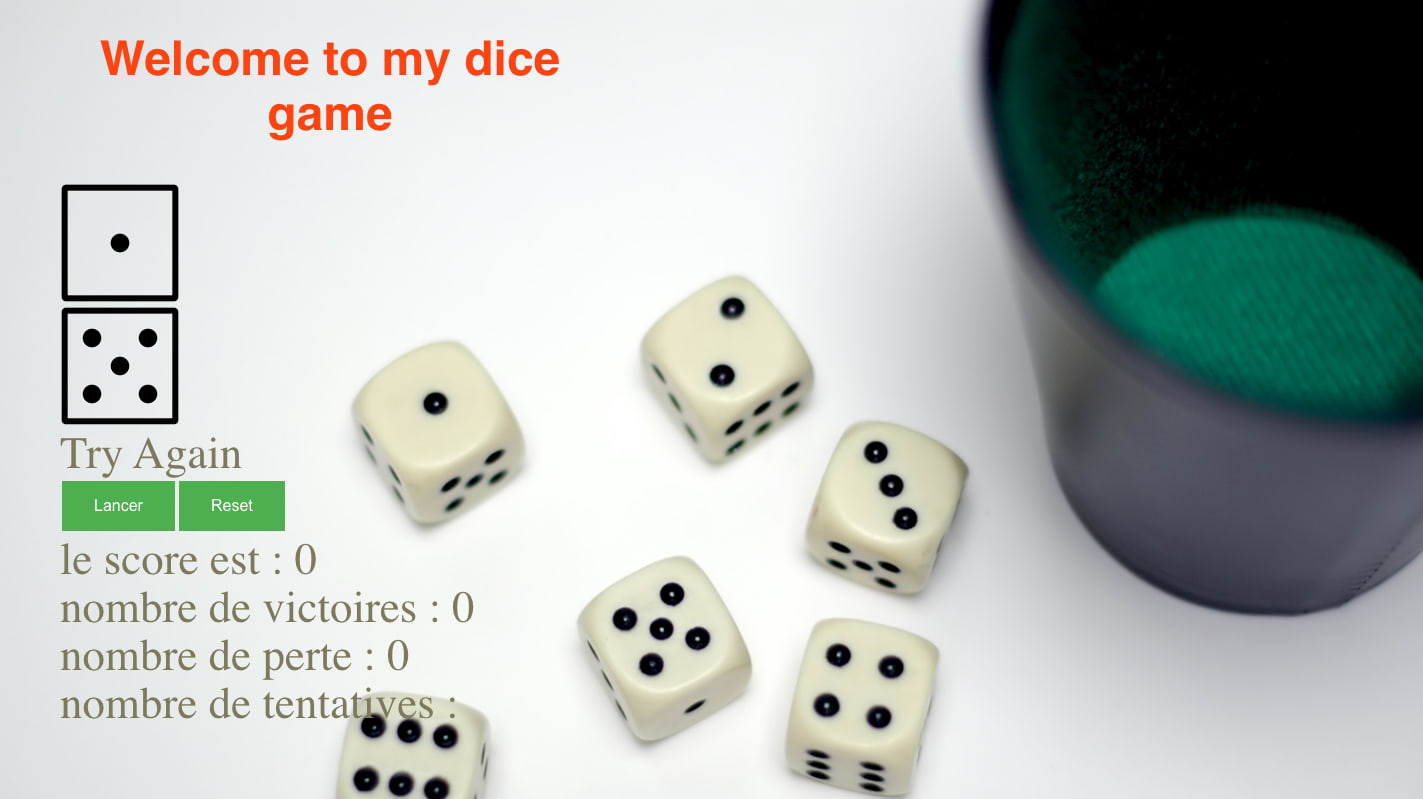 Welcome to my dice
game
Try Again
Lancer Reset
le score est : 0
nombre de victoires : 0
nombre de perte : 0
nombre de tentatives :